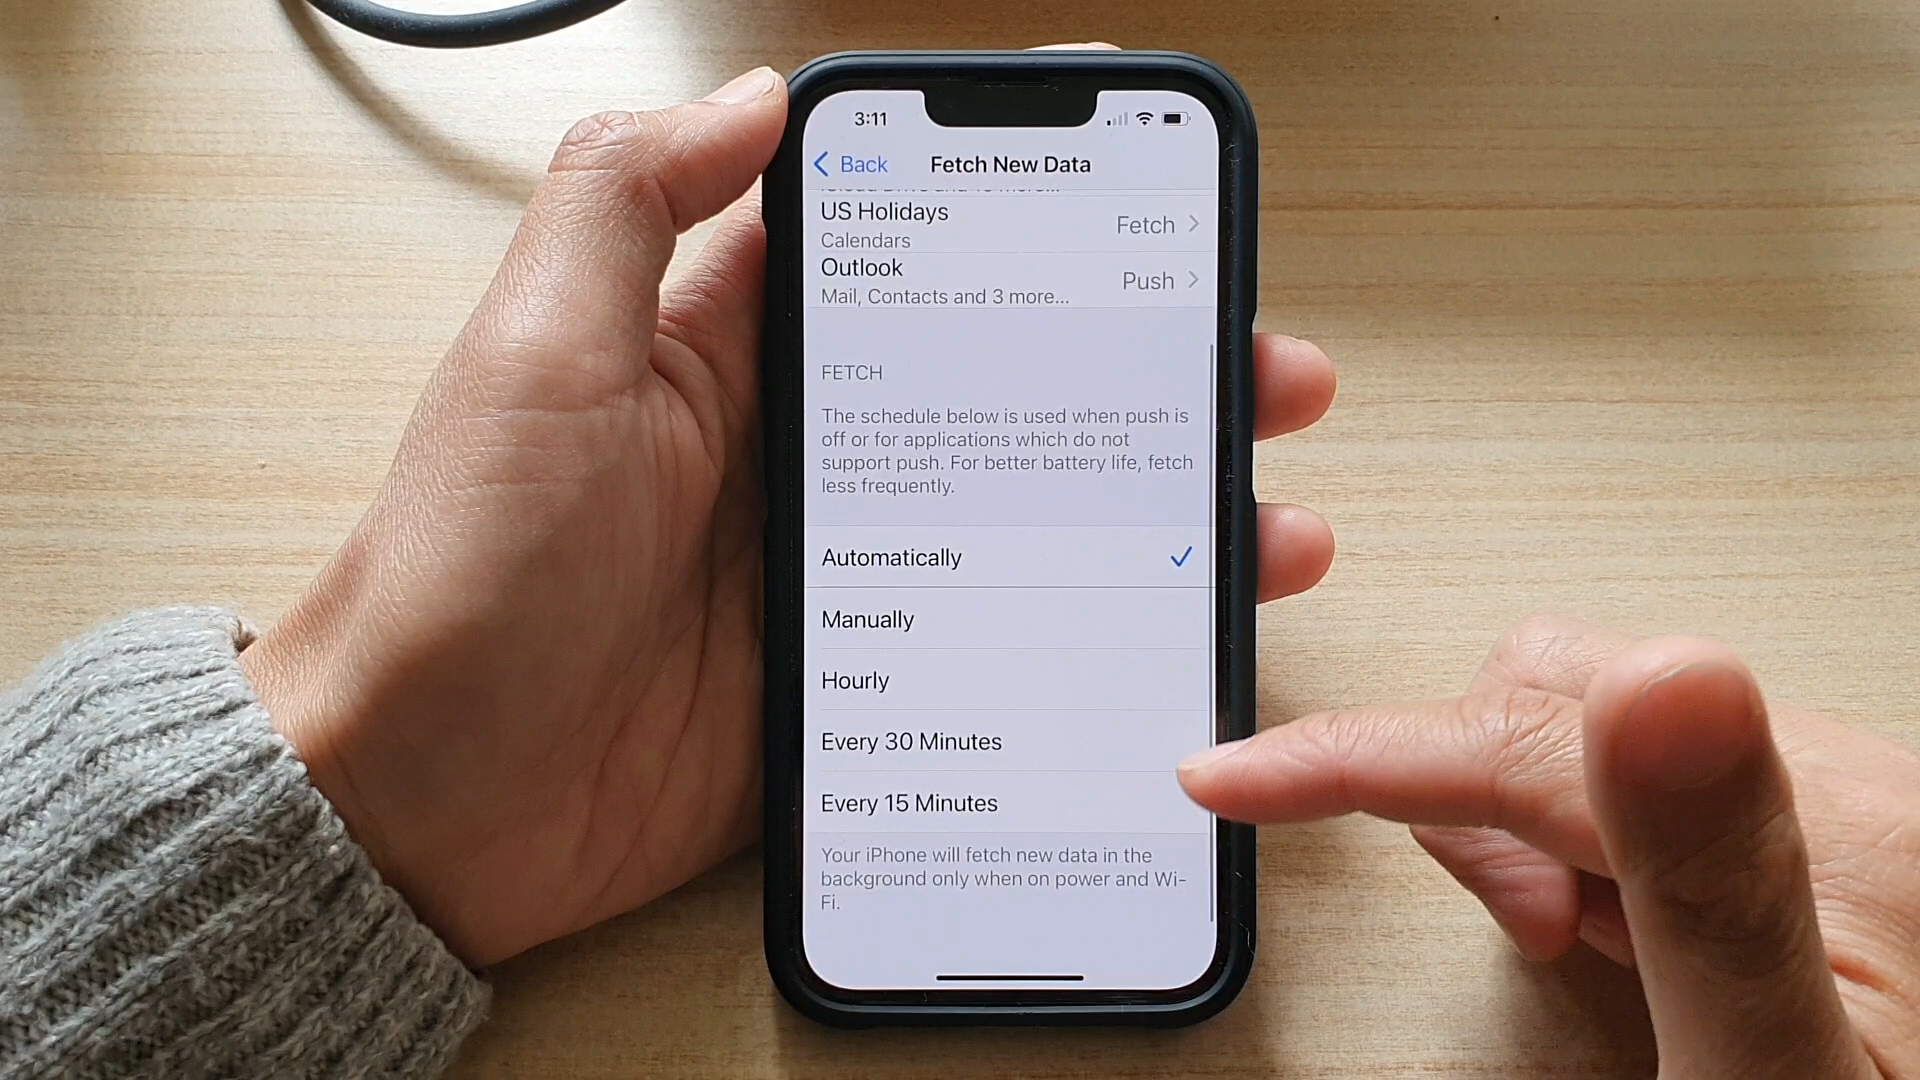 3:11
Back
Fetch New Data
US Holidays
Fetch
Calendars
Outlook
Push
Mail, Contacts and 3 more...
FETCH
The schedule below is used when push is
off or for applications which do not
support push. For better battery life, fetch
less frequently.
Automatically
Manually
Hourly
Every 30 Minutes
Every 15 Minutes
Your iPhone will fetch new data in the
background only when on power and Wi-
Fi.